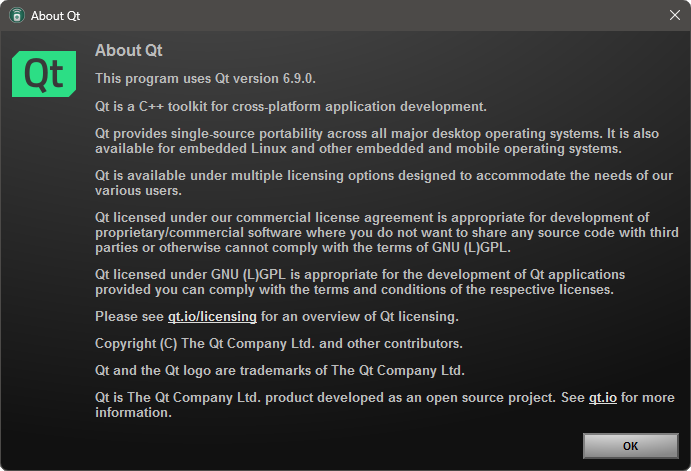 About Qt
Qt
About Qt
This program uses Qt version 6.9.0.
Qt is a C++ toolkit for cross-platform application development.
Qt provides single-source portability across all major desktop operating systems. It is also
available for embedded Linux and other embedded and mobile operating systems.
Qt is available under multiple licensing options designed to accommodate the needs of our
various users.
Qt licensed under our commercial license agreement is appropriate for development of
proprietary/commercial software where you do not want to share any source code with third
parties or otherwise cannot comply with the terms of GNU (L)GPL.
Qt licensed under GNU (L)GPL is appropriate for the development of Qt applications
provided you can comply with the terms and conditions of the respective licenses.
Please see qt.io/licensing for an overview of Qt licensing.
Copyright (C) The Qt Company Ltd. and other contributors.
Qt and the Qt logo are trademarks of The Qt Company Ltd.
Qt is The Qt Company Ltd. product developed as an open source project. See qt.io for more
information.
OK